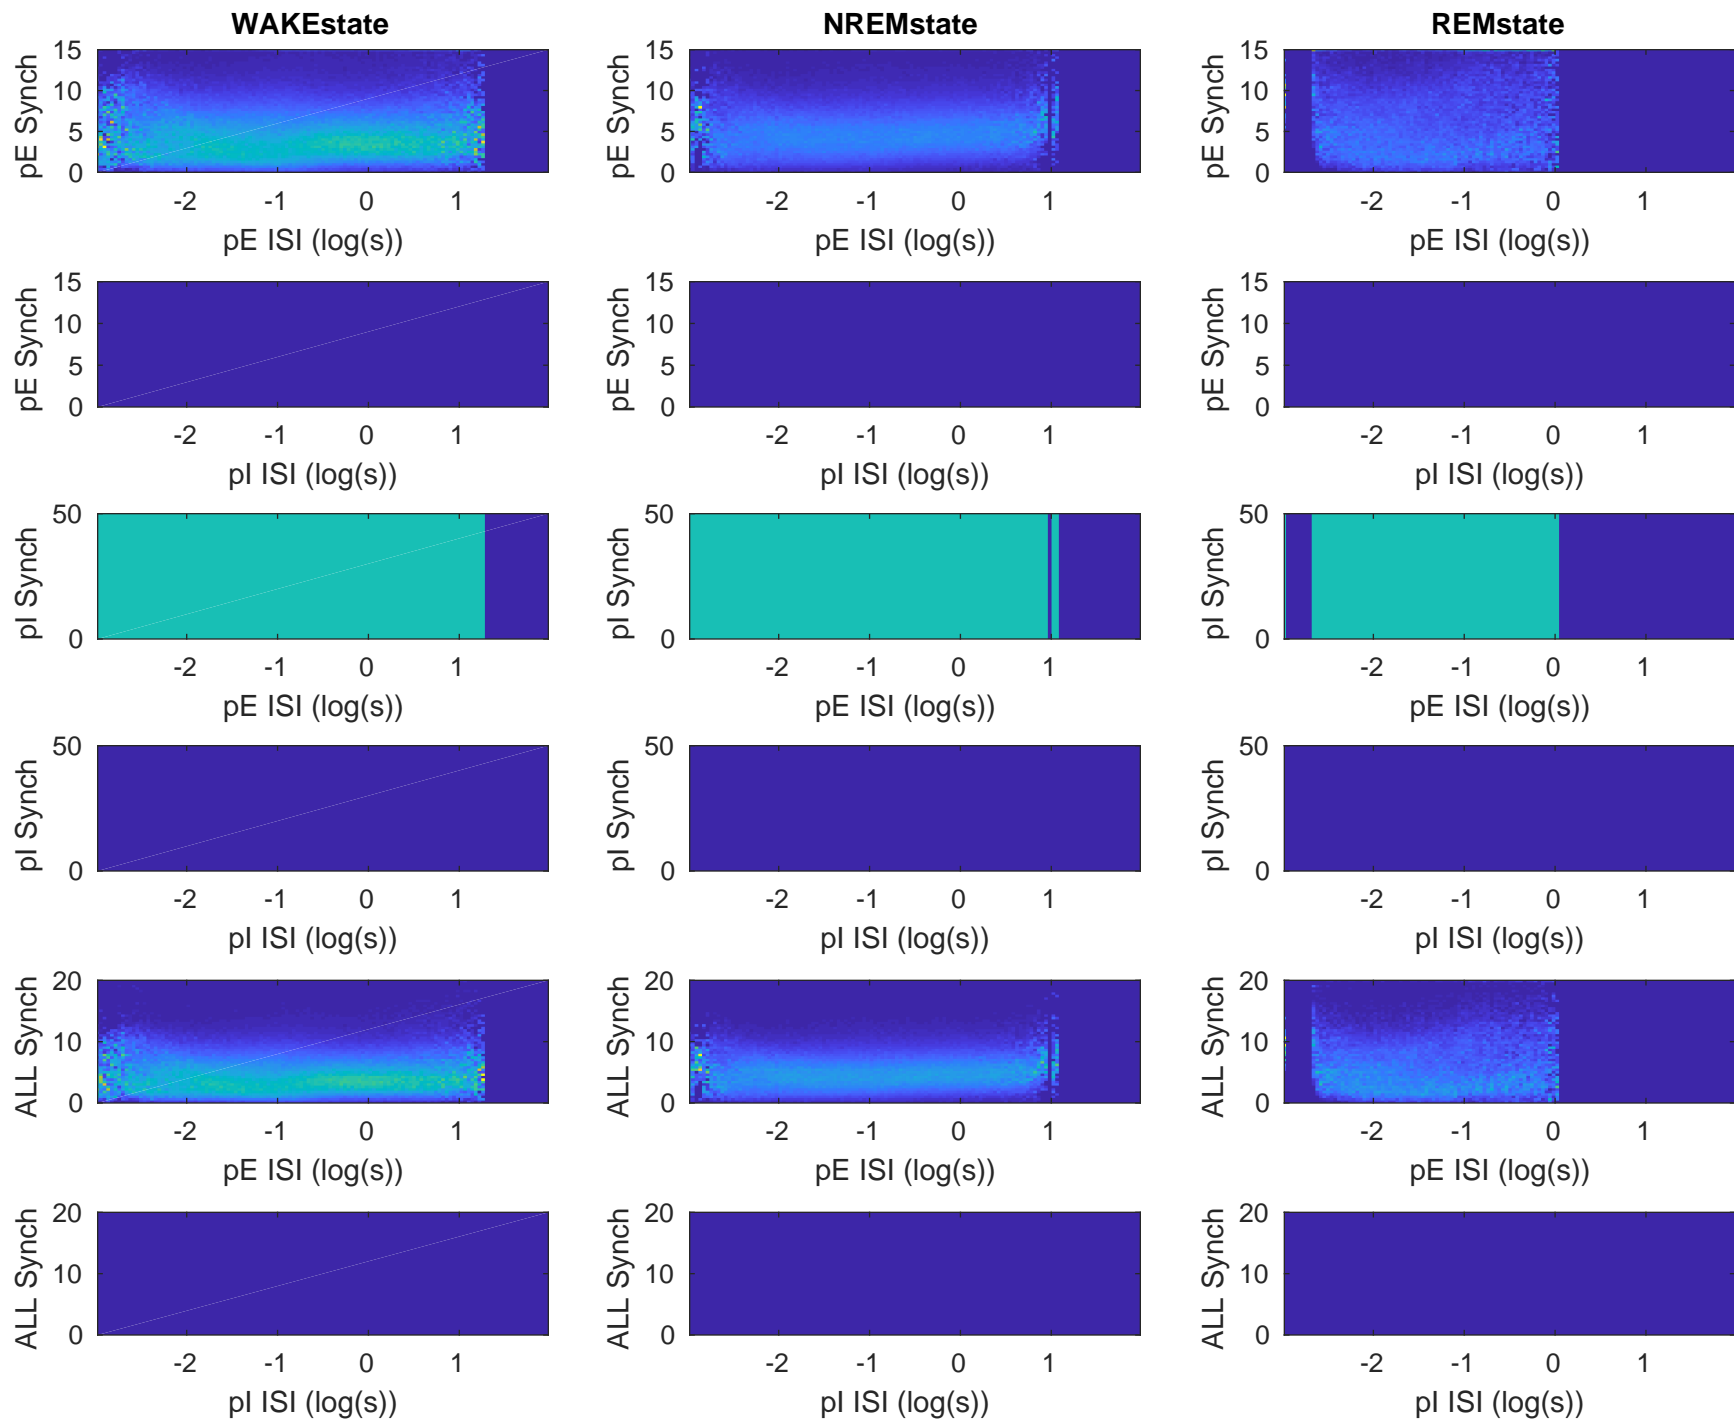 WAKEstate NREMstate REMstate
15 15 15
10 10 10
5 5 5
0 0 0
pE Synch pE Synch pE Synch
-2 -1 0 1 -2 -1 0 1 -2 -1 0 1
pE ISI (log(s)) pE ISI (log(s)) pE ISI (log(s))
15 15 15
10 10 10
5 5 5
0 0 0
pE Synch pE Synch pE Synch
-2 -1 0 1 -2 -1 0 1 -2 -1 0 1
pI ISI (log(s)) pI ISI (log(s)) pI ISI (log(s))
50 50 50
0 0 0
pI Synch pI Synch pI Synch
-2 -1 0 1 -2 -1 0 1 -2 -1 0 1
pE ISI (log(s)) pE ISI (log(s)) pE ISI (log(s))
50 50 50
0 0 0
pI Synch pI Synch pI Synch
-2 -1 0 1 -2 -1 0 1 -2 -1 0 1
pI ISI (log(s)) pI ISI (log(s)) pI ISI (log(s))
20 20 20
10 10 10
0 0 0
ALL Synch ALL Synch ALL Synch
-2 -1 0 1 -2 -1 0 1 -2 -1 0 1
pE ISI (log(s)) pE ISI (log(s)) pE ISI (log(s))
20 20 20
10 10 10
0 0 0
ALL Synch ALL Synch ALL Synch
-2 -1 0 1 -2 -1 0 1 -2 -1 0 1
pI ISI (log(s)) pI ISI (log(s)) pI ISI (log(s))